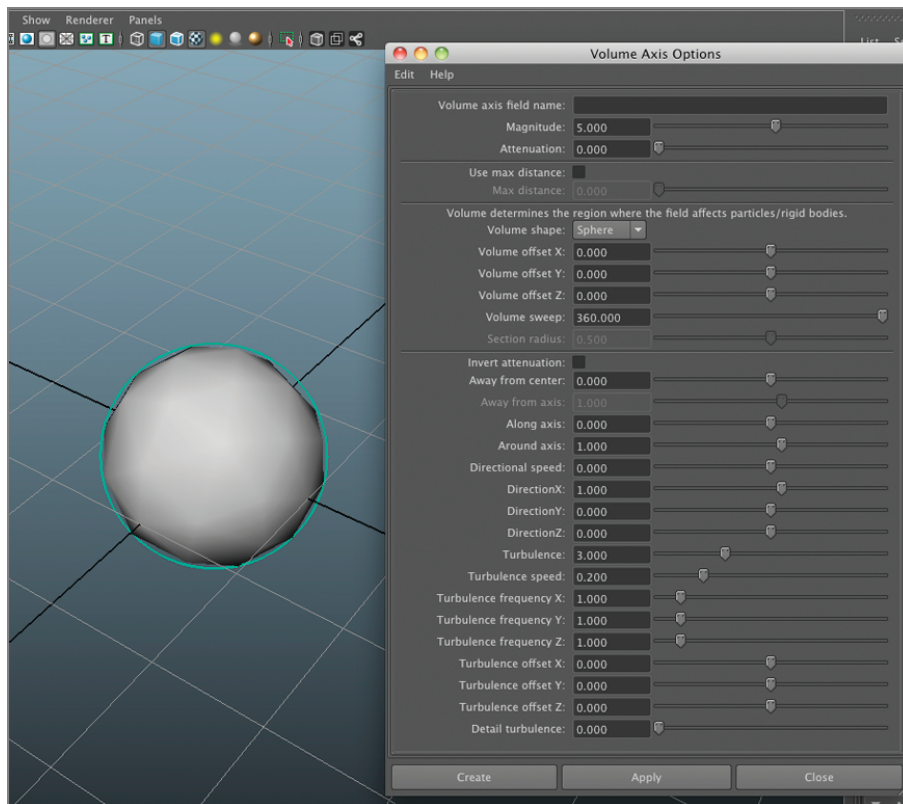 Show Renderer Panels
List
Volume Axis Options
Edit Help
Volume axis field name:
Magnitude: 5.000
Attenuation: 0.000
Use max distance:
Max distance: 0.000
Volume determines the region where the field affects particles/rigid bodies.
Volume shape: Sphere
Volume offset X: 0.000
Volume offset Y: 0.000
Volume offset Z: 0.000
Volume sweep: 360.000
Section radius: 0.500
Invert attenuation:
Away from center: 0.000
Away from axis: 1.000
Along axis: 0.000
Around axis: 1.000
Directional speed: 0.000
DirectionX: 1.000
DirectionY: 0.000
DirectionZ: 0.000
Turbulence: 3.000
Turbulence speed: 0.200
Turbulence frequency X: 1.000
Turbulence frequency Y: 1.000
Turbulence frequency Z: 1.000
Turbulence offset X: 0.000
Turbulence offset Y: 0.000
Turbulence offset Z: 0.000
Detail turbulence: 0.000
Create Apply Close